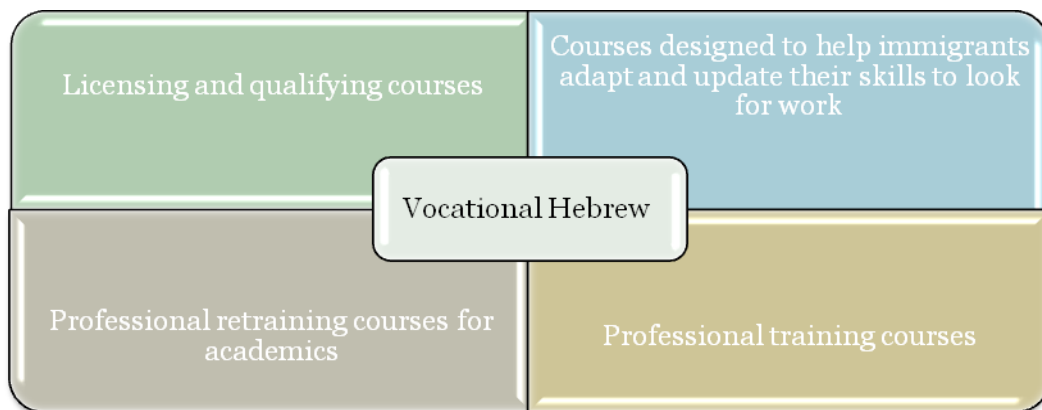 Licensing and qualifying courses
Courses designed to help immigrants
adapt and update their skills to look
for work
Vocational Hebrew
Professional retraining courses for
academics
Professional training courses